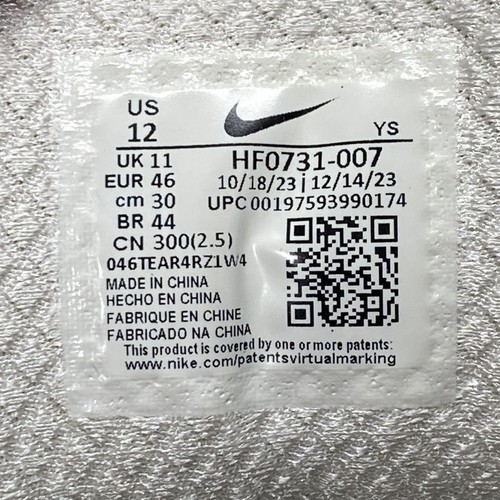 US
12
YS
UK 11
HF0731-007
EUR 46
10/18/23 | 12/14/23
cm 30
UPC 00197593990174
BR 44
CN 300(2.5)
046TEAR4RZ1W4
MADE IN CHINA
HECHO EN CHINA
FABRIQUE EN CHINE
FABRICADO NA CHINA
This product is covered by one or more patents:
www.nike.com/patentsvirtualmarking